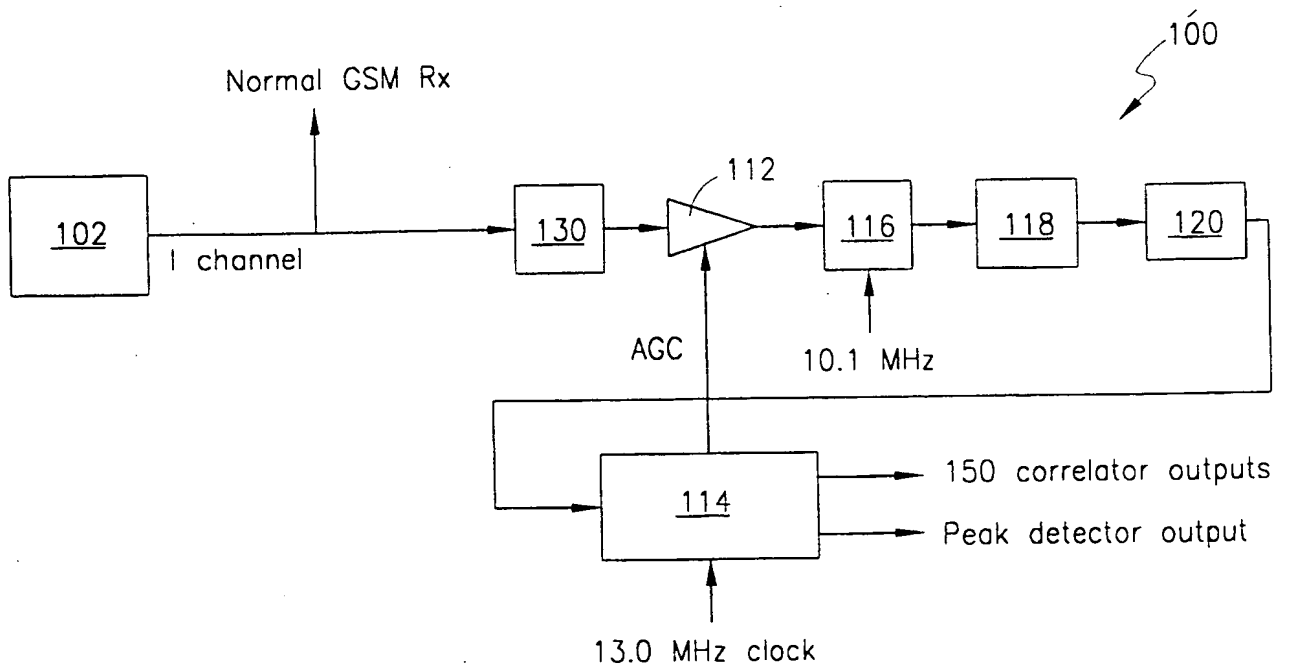 100
Normal GSM Rx
112
102
130
116
118
120
I channel
AGC
10.1 MHz
114
150 correlator outputs
Peak detector output
13.0 MHz clock